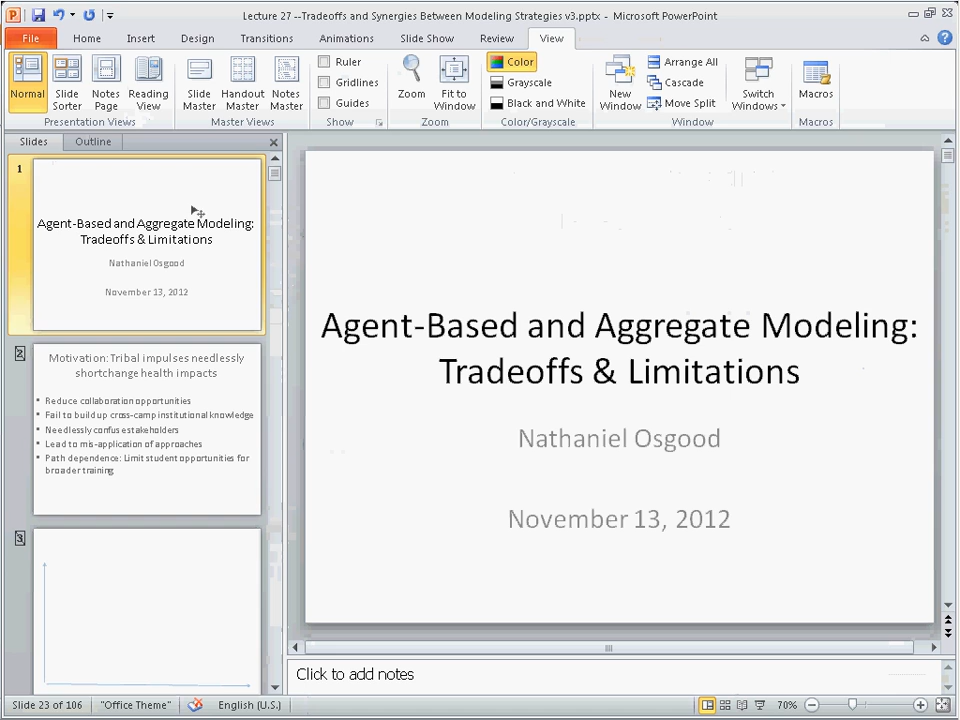 Lecture 27 --Tradeoffs and Synergies Between Modeling Strategies v3.pptx - Microsoft PowerPoint
File Home Insert Design Transitions Animations Slide Show Review View
Normal Slide Sorter Notes Page Reading View Slide Master Handout Master Notes Master
Ruler
Gridlines
Guides
Zoom Fit to Window
Color
Grayscale
Black and White
New Window
Arrange All
Cascade
Move Split
Switch Windows
Macros
Presentation Views Master Views Show Zoom Color/Grayscale Window Macros
Slides Outline
1
Agent-Based and Aggregate Modeling:
Tradeoffs & Limitations
Nathaniel Osgood
November 13, 2012
2
Motivation: Tribal impulses needlessly
shortchange health impacts
• Reduce collaboration opportunities
• Fail to build up cross-camp institutional knowledge
• Needlessly confuse stakeholders
• Lead to mis-application of approaches
• Path dependence: Limit student opportunities for
broader training
3
Agent-Based and Aggregate Modeling:
Tradeoffs & Limitations
Nathaniel Osgood
November 13, 2012
Click to add notes
Slide 23 of 106 "Office Theme" English (U.S.) 70%